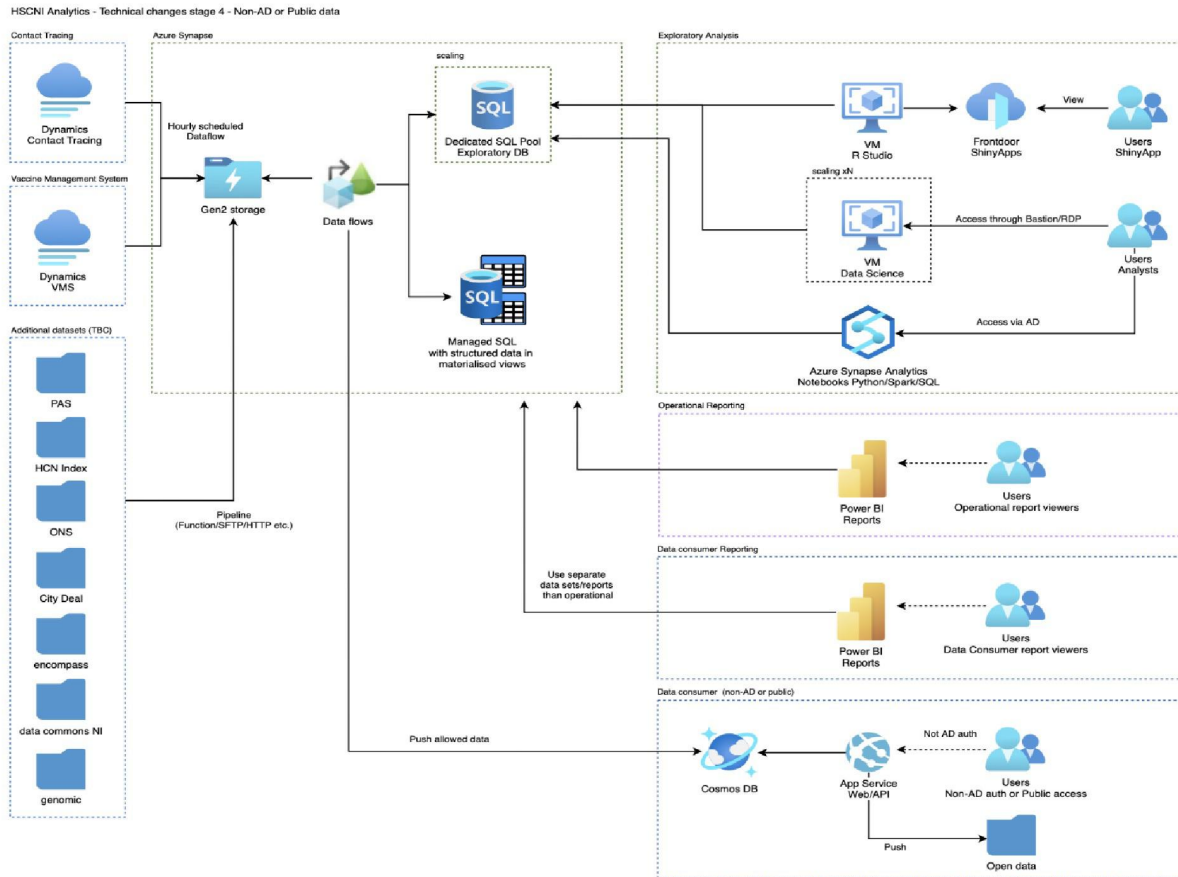 HSCNI Analytics - Technical changes stage 4 - Non-AD or Public data
Contact Tracing
Dynamics
Contact Tracing
Vaccine Management System
Dynamics
VMS
Additional datasets (TBC)
PAS
HCN Index
ONS
City Deal
encompass
data commons NI
genomic
Azure Synapse
Hourly scheduled
Dataflow
Gen2 storage
Pipeline
(Function/SFTP/HTTP etc.)
Data flows
scaling
SQL
Dedicated SQL Pool
Exploratory DB
SQL
Managed SQL
with structured data in
materialised views
Exploratory Analysis
VM
R Studio
Frontdoor
ShinyApps
View
Users
ShinyApp
scaling xN
VM
Data Science
Access through Bastion/RDP
Users
Analysts
Access via AD
Azure Synapse Analytics
Notebooks Python/Spark/SQL
Operational Reporting
Power BI
Reports
Users
Operational report viewers
Data consumer Reporting
Use separate
data sets/reports
than operational
Power BI
Reports
Users
Data Consumer report viewers
Data consumer (non-AD or public)
Push allowed data
Cosmos DB
App Service
Web/API
Not AD auth
Users
Non-AD auth or Public access
Push
Open data